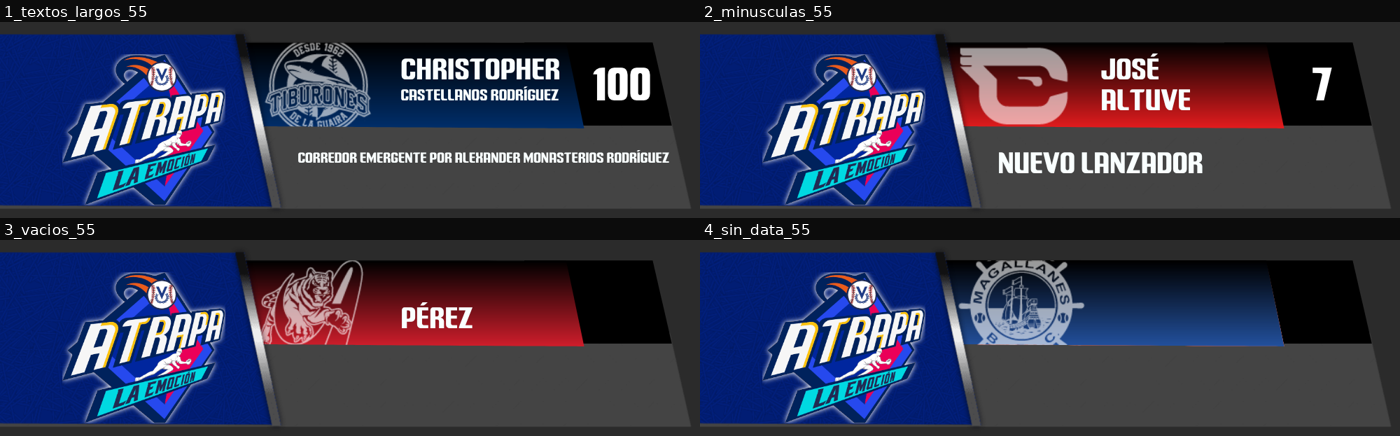 1_textos_largos_55
2_minusculas_55
ATRAPA
LA EMOCIÓN
DESDE 1962
TIBURONES
DE LA GUAIRA
CHRISTOPHER
CASTELLANOS RODRÍGUEZ
100
CORREDOR EMERGENTE POR ALEXANDER MONASTERIOS RODRÍGUEZ
ATRAPA
LA EMOCIÓN
JOSÉ
ALTUVE
7
NUEVO LANZADOR
3_vacios_55
4_sin_data_55
ATRAPA
LA EMOCIÓN
PÉREZ
ATRAPA
LA EMOCIÓN
MAGALLANES